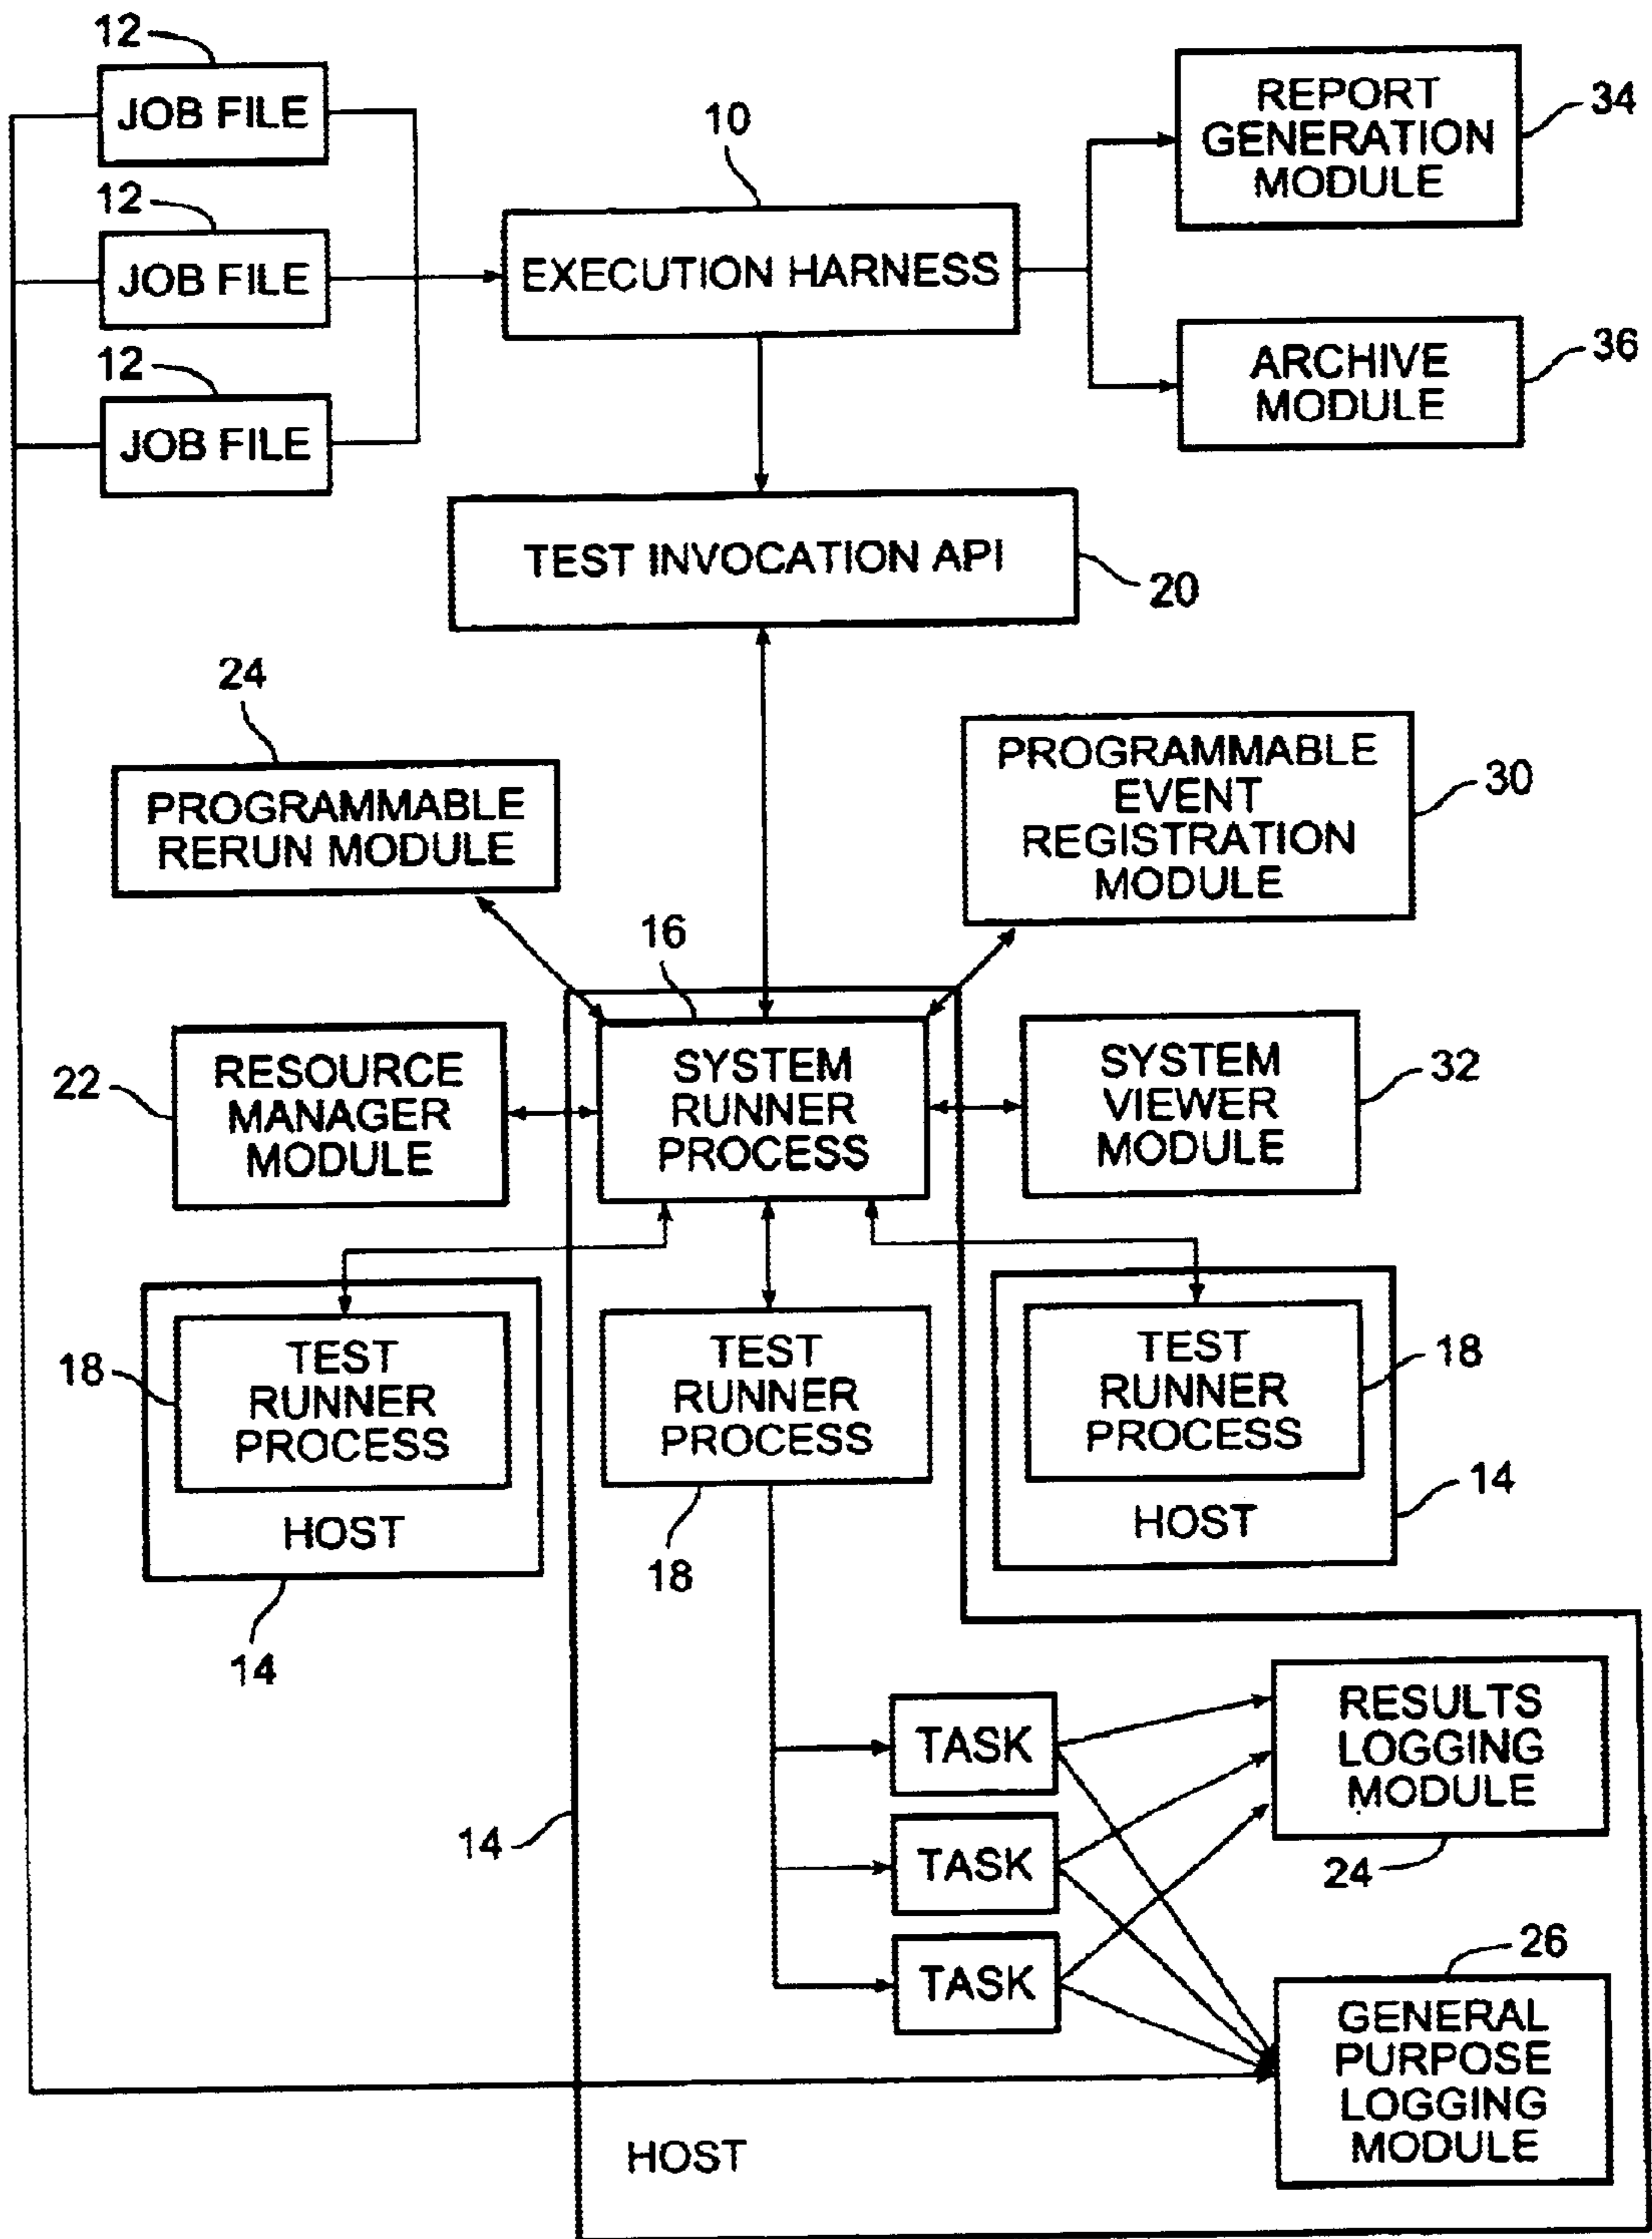 12
JOB FILE
12
JOB FILE
12
JOB FILE
10
EXECUTION HARNESS
REPORT
GENERATION
MODULE
34
ARCHIVE
MODULE
36
TEST INVOCATION API
20
24
PROGRAMMABLE
RERUN MODULE
PROGRAMMABLE
EVENT
REGISTRATION
MODULE
30
16
SYSTEM
RUNNER
PROCESS
22
RESOURCE
MANAGER
MODULE
SYSTEM
VIEWER
MODULE
32
18
TEST
RUNNER
PROCESS
HOST
14
TEST
RUNNER
PROCESS
18
TEST
RUNNER
PROCESS
18
HOST
14
14
TASK
TASK
TASK
RESULTS
LOGGING
MODULE
24
26
GENERAL
PURPOSE
LOGGING
MODULE
HOST